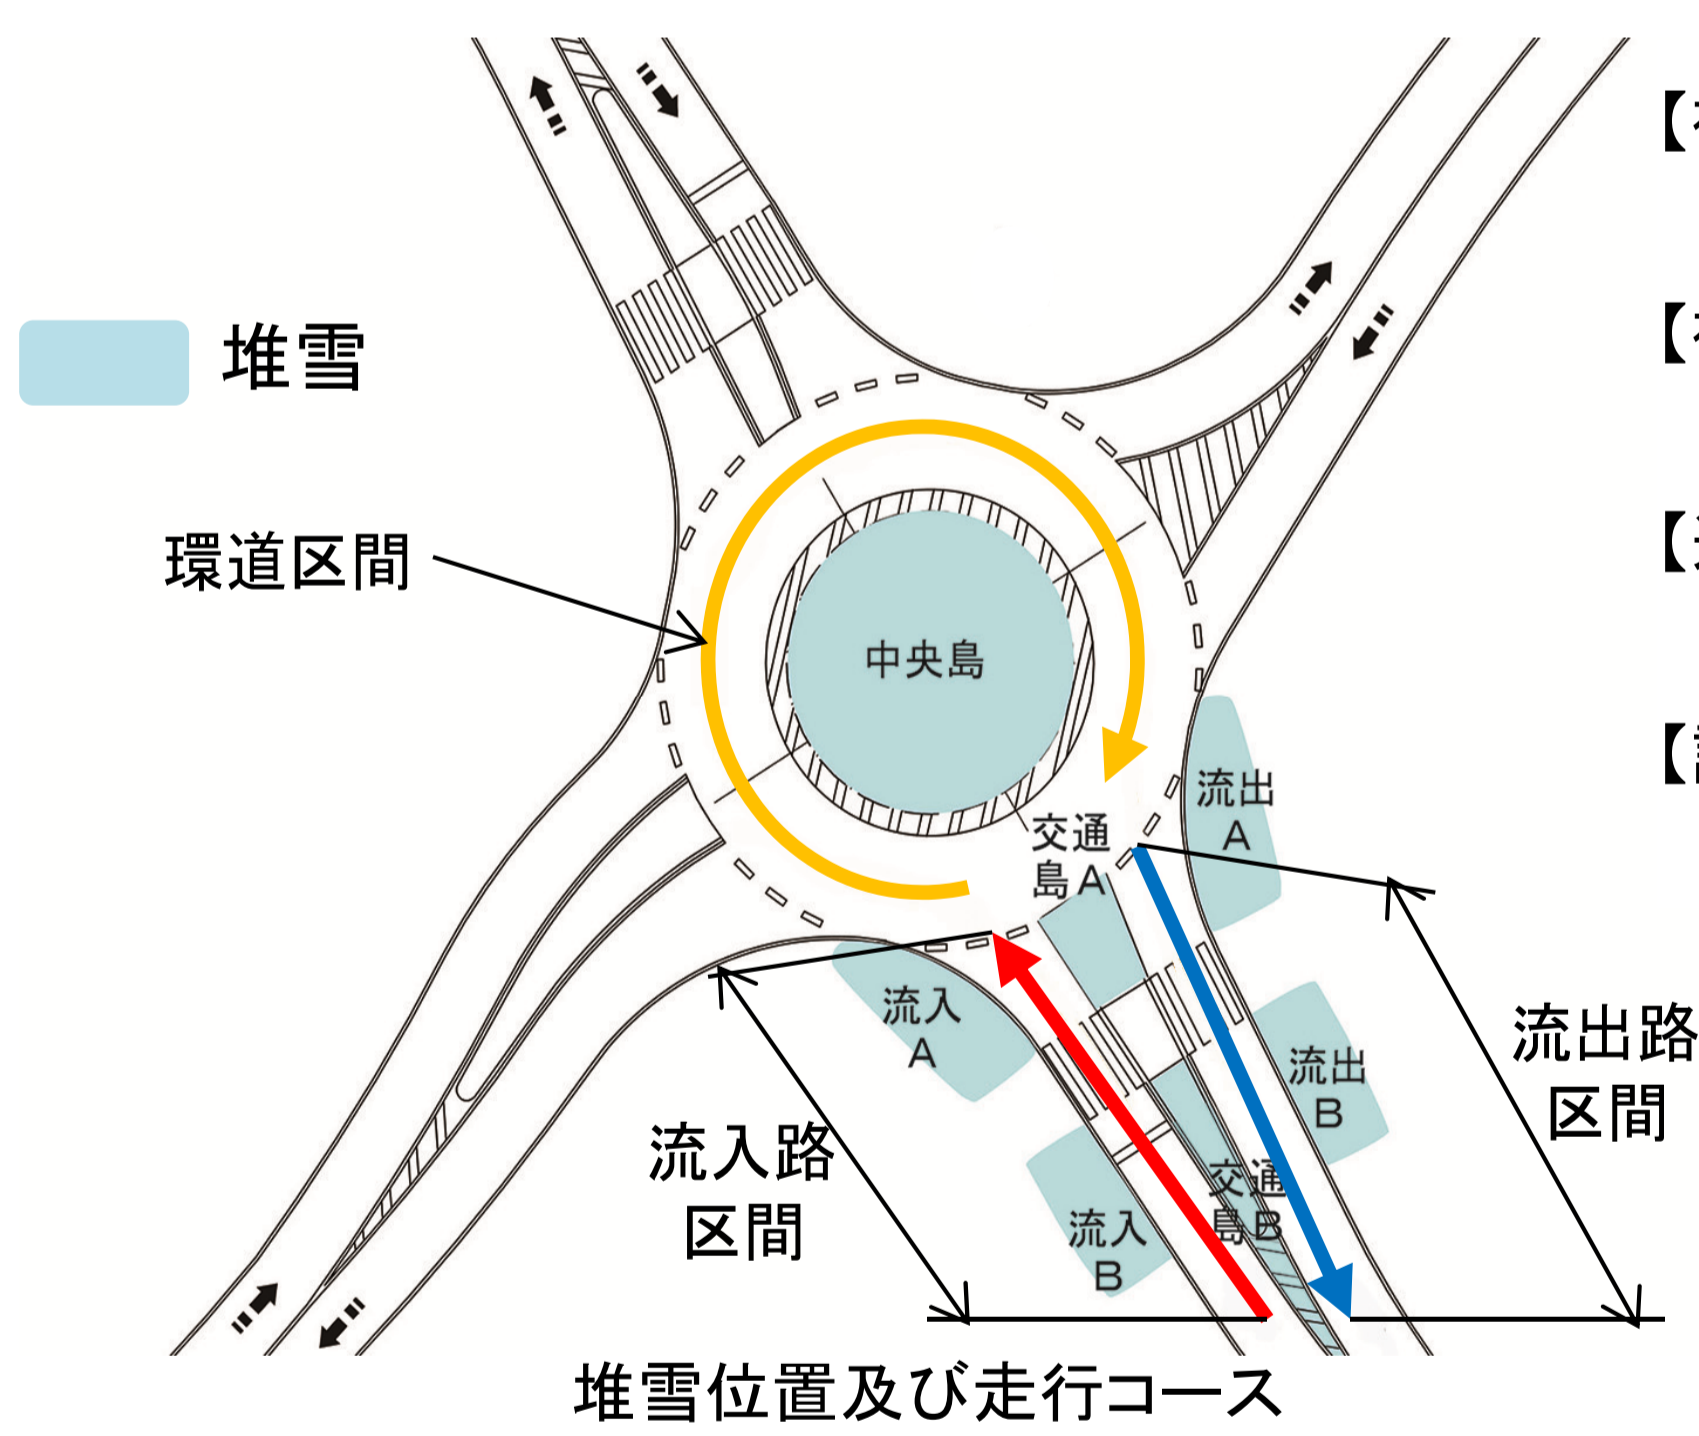 堆雪
環道区間
中央島
流出
A
交通
島A
流入
A
流出
B
流出路
区間
流入路
区間
交通
島B
流入
B
堆雪位置及び走行コース
【
【
【
【